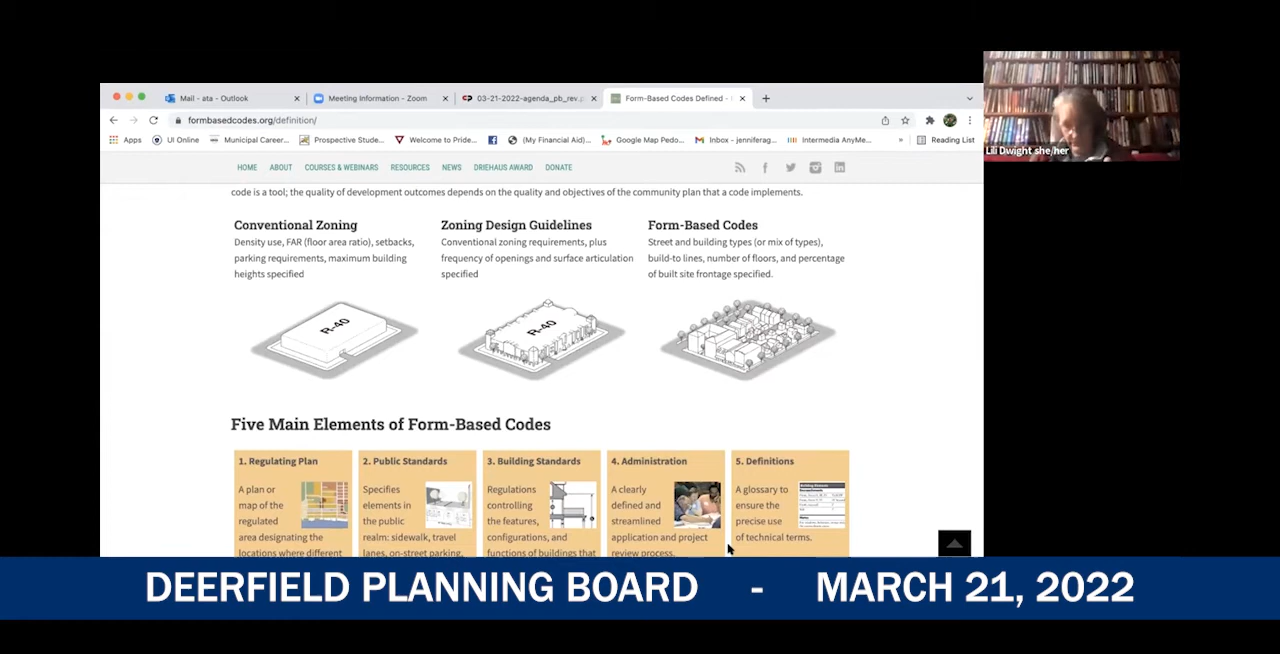 Mail - ata - Outlook
Meeting Information - Zoom
03-21-2022-agenda_pb_rev.p
Form-Based Codes Defined -
formbasedcodes.org/definition/
Apps
UI Online
Municipal Career...
Prospective Stude...
Welcome to Pride...
(My Financial Aid)...
Google Map Pedo...
Inbox - jenniferag...
Intermedia AnyMe...
»
Reading List
Lili Dwight she/her
HOME
ABOUT
COURSES & WEBINARS
RESOURCES
NEWS
DRIEHAUS AWARD
DONATE
code is a tool; the quality of development outcomes depends on the quality and objectives of the community plan that a code implements.
Conventional Zoning
Density use, FAR (floor area ratio), setbacks,
parking requirements, maximum building
heights specified
R-40
Zoning Design Guidelines
Conventional zoning requirements, plus
frequency of openings and surface articulation
specified
R-40
Form-Based Codes
Street and building types (or mix of types),
build-to lines, number of floors, and percentage
of built site frontage specified.
Five Main Elements of Form-Based Codes
1. Regulating Plan
A plan or
map of the
regulated
area designating the
locations where different
2. Public Standards
Specifies
elements in
the public
realm: sidewalk, travel
lanes, on-street parking,
3. Building Standards
Regulations
controlling
the features,
configurations, and
functions of buildings that
4. Administration
A clearly
defined and
streamlined
application and project
review process.
5. Definitions
A glossary to
ensure the
precise use
of technical terms.
DEERFIELD PLANNING BOARD - MARCH 21, 2022